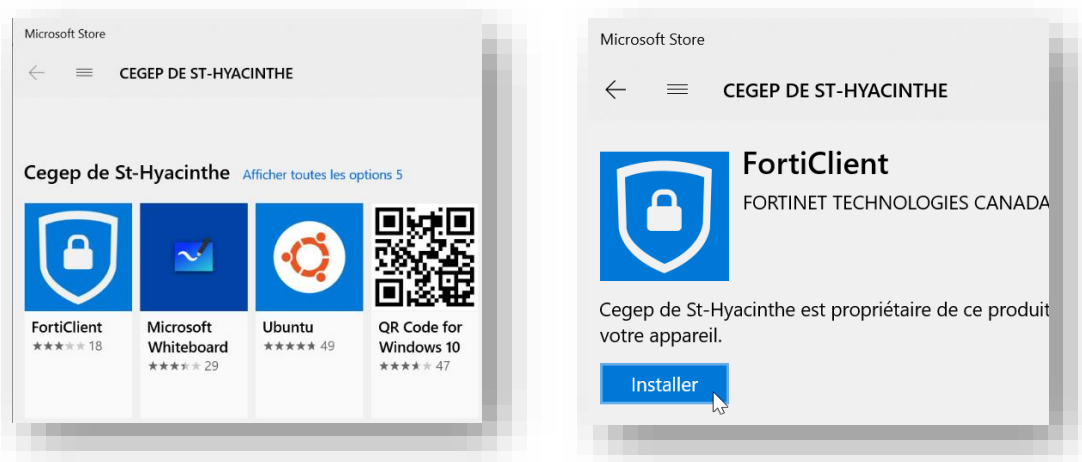 Microsoft Store
CEGEP DE ST-HYACINTHE
Cegep de St-Hyacinthe Afficher toutes les options 5
FortiClient
18
Microsoft
Whiteboard
29
Ubuntu
49
QR Code for
Windows 10
47
Microsoft Store
CEGEP DE ST-HYACINTHE
FortiClient
FORTINET TECHNOLOGIES CANADA
Cegep de St-Hyacinthe est propriétaire de ce produit
votre appareil.
Installer